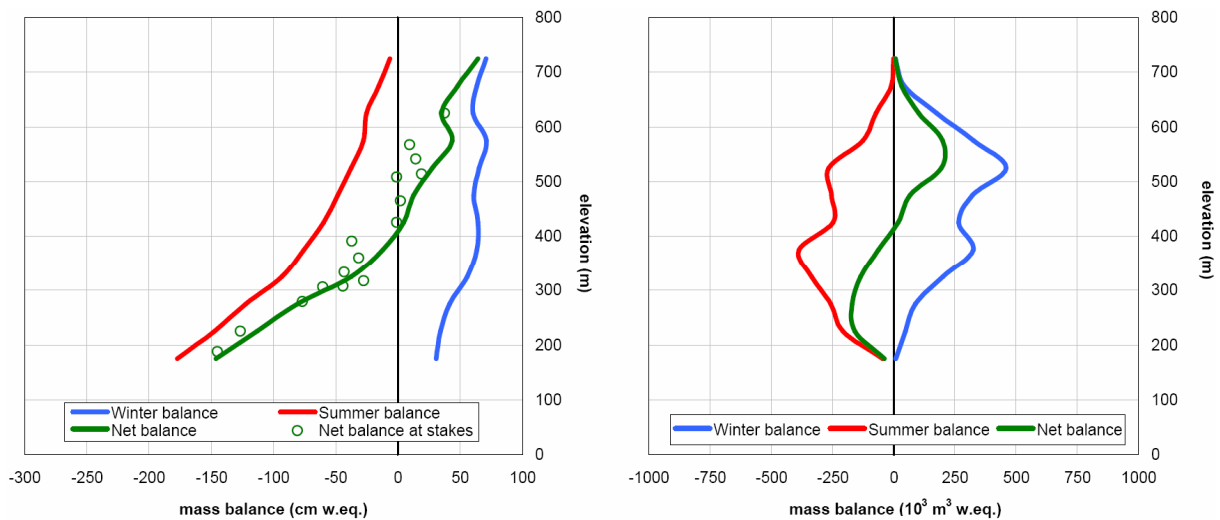 800
700
600
500
400
300
200
100
0
elevation (m)
Winter balance Summer balance
Net balance Net balance at stakes
-300 -250 -200 -150 -100 -50 0 50 100
mass balance (cm w.eq.)
800
700
600
500
400
300
200
100
0
elevation (m)
Winter balance Summer balance Net balance
-1000 -750 -500 -250 0 250 500 750 1000
mass balance (10³ m³ w.eq.)